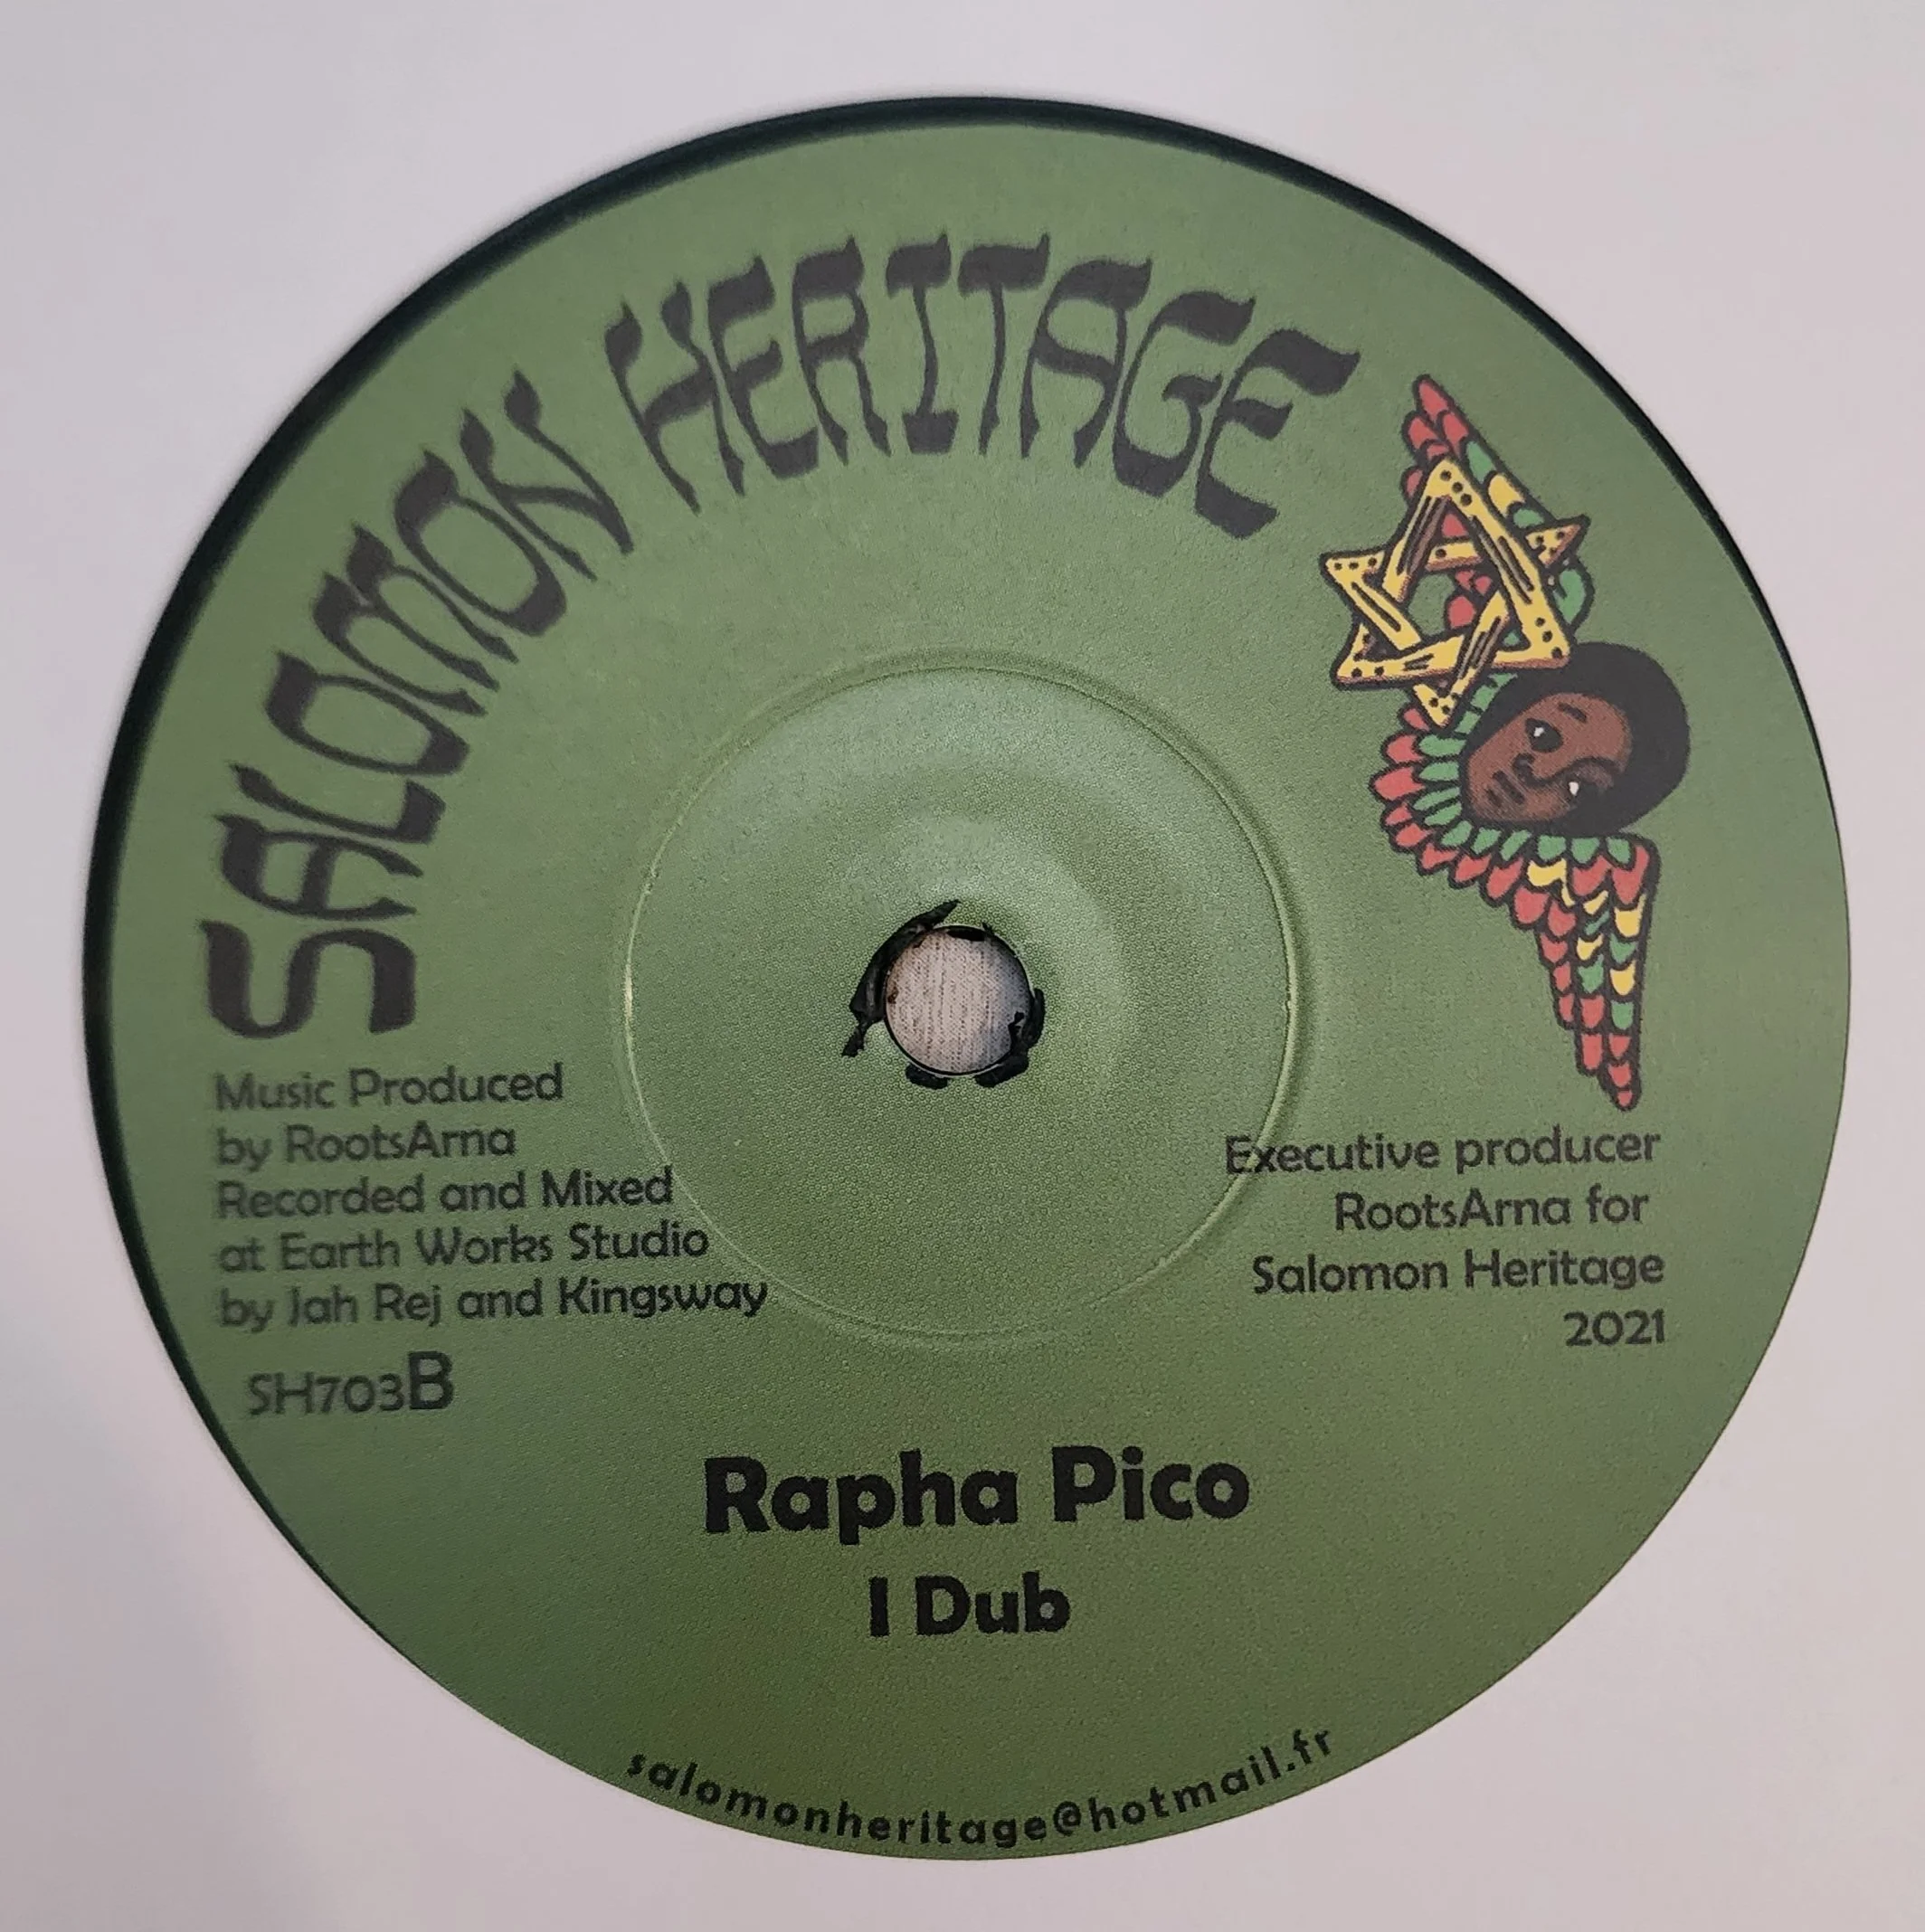 SALOMON HERITAGE
Music Produced
by RootsArna
Recorded and Mixed
at Earth Works Studio
by Jah Rej and Kingsway
SH703B
Executive producer
RootsArna for
Salomon Heritage
2021
Rapha Pico
I Dub
salomonheritage@hotmail.fr